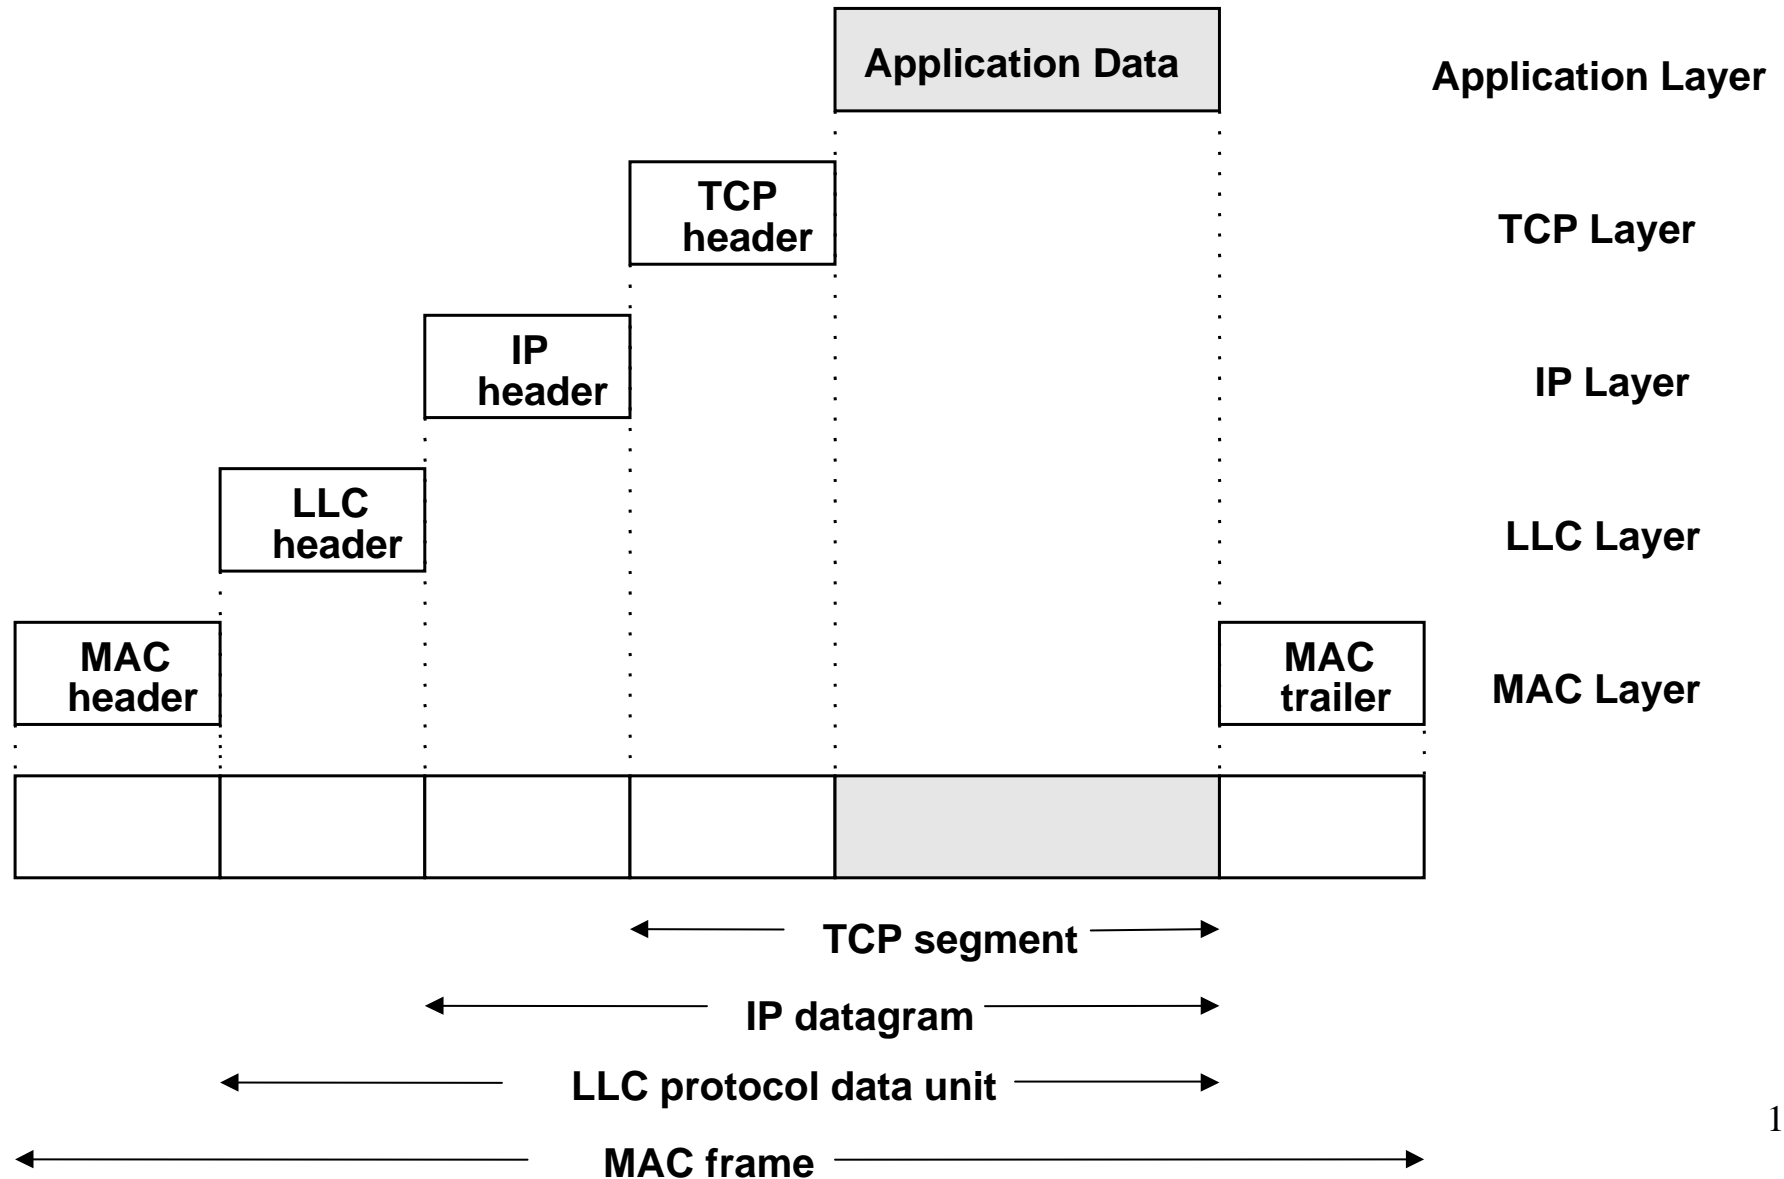 Application Data
Application Layer
TCP
header
TCP Layer
IP
header
IP Layer
LLC
header
LLC Layer
MAC
header
MAC
trailer
MAC Layer
TCP segment
IP datagram
LLC protocol data unit
MAC frame
1